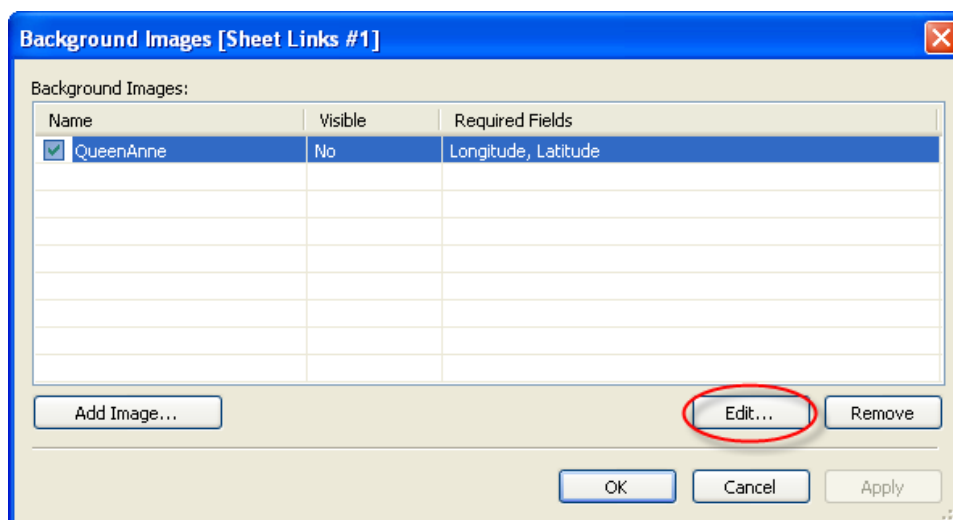 Background Images [Sheet Links #1]
Background Images:
Name Visible Required Fields
QueenAnne No Longitude, Latitude
Add Image... Edit... Remove
OK Cancel Apply